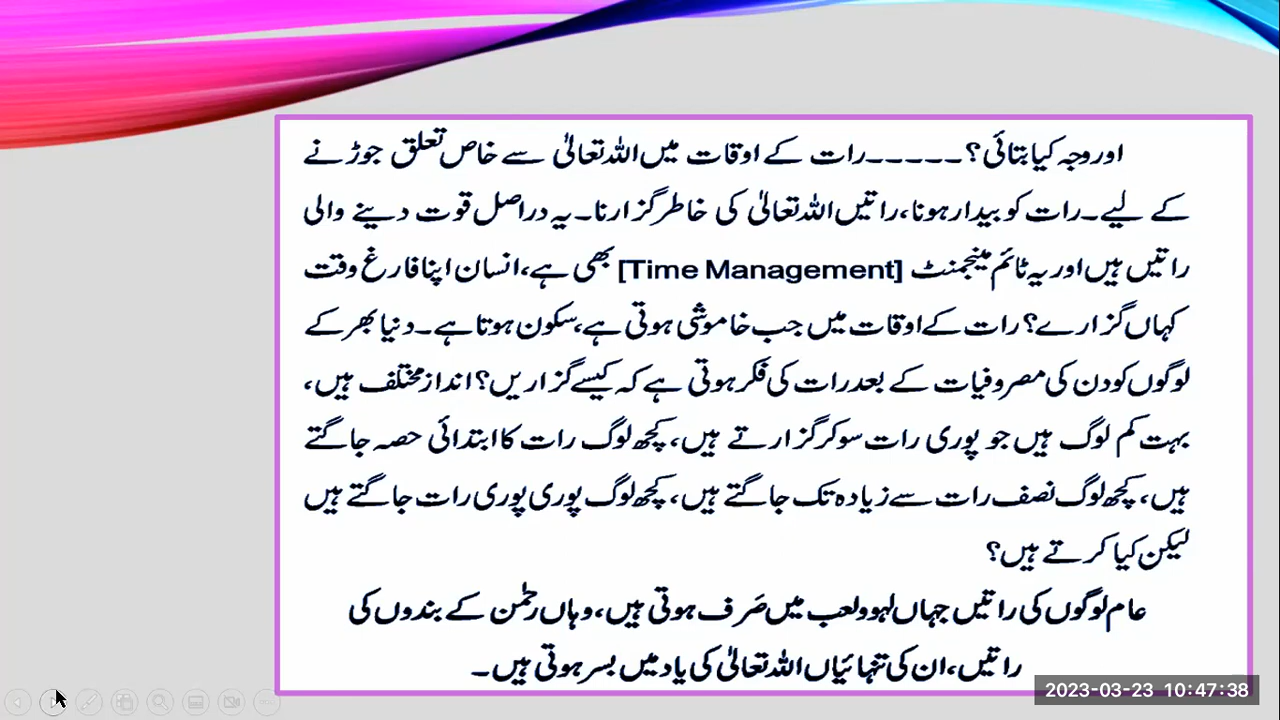 اور وجہ کیا بتائی؟۔۔۔۔۔رات کے اوقات میں اللہ تعالیٰ سے خاص تعلق جوڑنے
کے لیے۔رات کو بیدار ہونا،راتیں اللہ تعالیٰ کی خاطر گزارنا۔یہ دراصل قوت دینے والی
راتیں ہیں اور یہ ٹائم مینجمنٹ [Time Management] بھی ہے،انسان اپنا فارغ وقت
کہاں گزارے؟رات کے اوقات میں جب خاموشی ہوتی ہے،سکون ہوتا ہے۔دنیا بھر کے
لوگوں کو دن کی مصروفیات کے بعد رات کی فکر ہوتی ہے کہ کیسے گزاریں؟انداز مختلف ہیں،
بہت کم لوگ ہیں جو پوری رات سو کر گزارتے ہیں،کچھ لوگ رات کا ابتدائی حصہ جاگتے
ہیں،کچھ لوگ نصف رات سے زیادہ تک جاگتے ہیں،کچھ لوگ پوری پوری رات جاگتے ہیں
لیکن کیا کرتے ہیں؟
عام لوگوں کی راتیں جہاں لہو ولعب میں صَرف ہوتی ہیں،وہاں رحمٰن کے بندوں کی
راتیں،ان کی تنہائیاں اللہ تعالیٰ کی یاد میں بسر ہوتی ہیں۔
2023-03-23 10:47:38